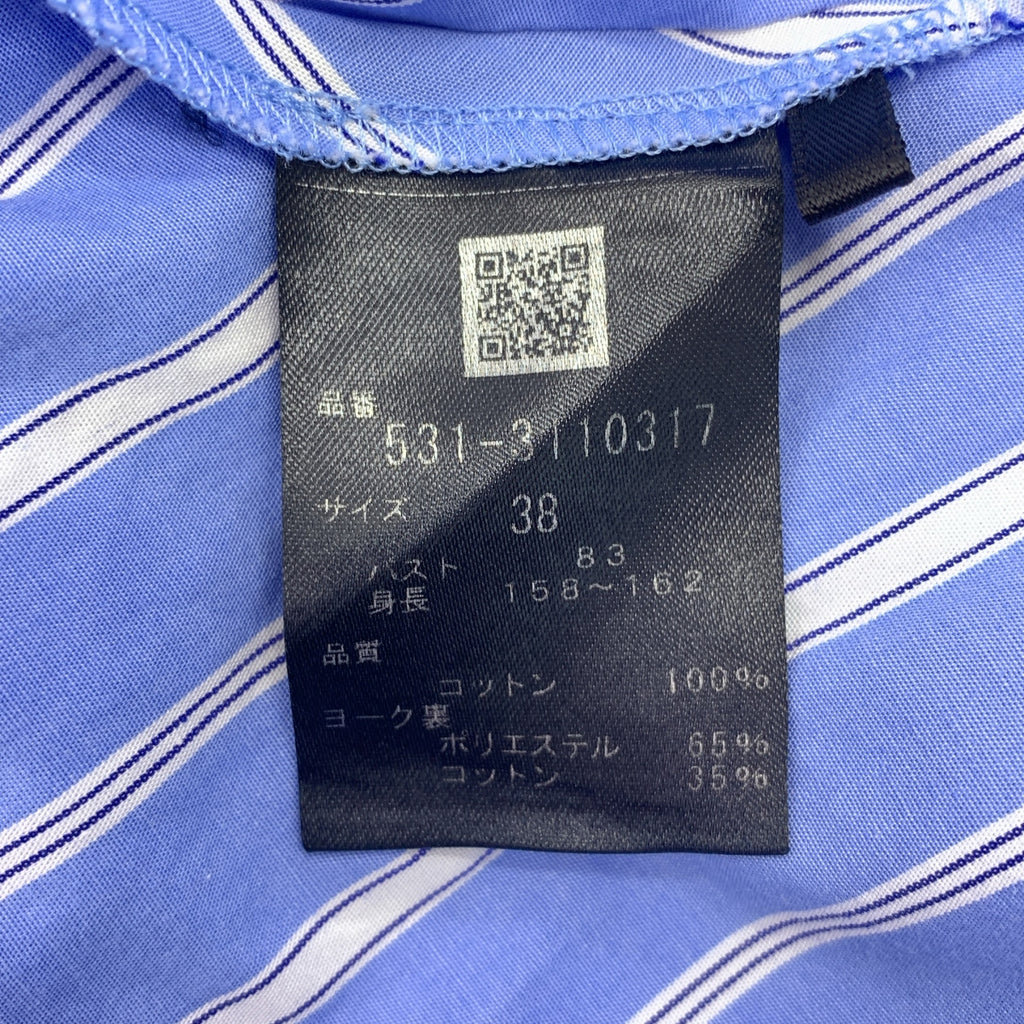 品番
531-3110317
サイズ 38
バスト 83
身長 158~162
品質
コットン 100%
ヨーク裏
ポリエステル 65%
コットン 35%